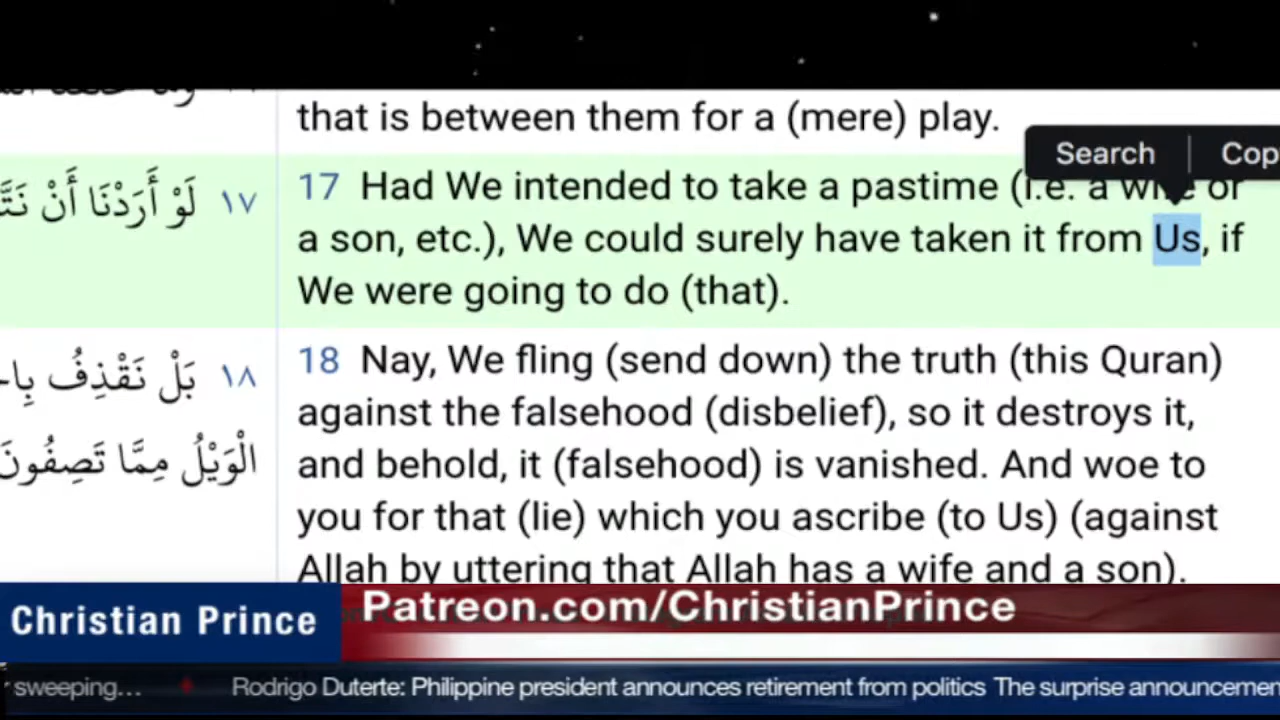 that is between them for a (mere) play.
Search
Cop
لَوْ أَرَدْنَا أَنْ ١٧
17 Had We intended to take a pastime (i.e. a wife or
a son, etc.), We could surely have taken it from Us, if
We were going to do (that).
بَلْ نَقْذِفُ ١٨
18 Nay, We fling (send down) the truth (this Quran)
against the falsehood (disbelief), so it destroys it,
الْوَيْلُ مِمَّا تَصِفُونَ
and behold, it (falsehood) is vanished. And woe to
you for that (lie) which you ascribe (to Us) (against
Allah by uttering that Allah has a wife and a son).
Christian Prince
Patreon.com/ChristianPrince
sweeping...
Rodrigo Duterte: Philippine president announces retirement from politics The surprise announcemen